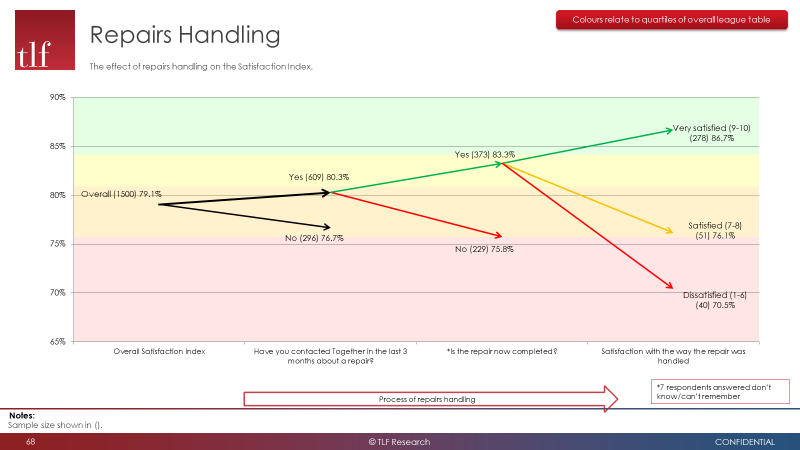 Colours relate to quartiles of overall league table
tlf
Repairs Handling
The effect of repairs handling on the Satisfaction Index.
90%
85%
80%
75%
70%
65%
Overall (1500) 79.1%
Yes (609) 80.3%
No (296) 76.7%
Yes (373) 83.3%
No (229) 75.8%
Very satisfied (9-10)
(278) 86.7%
Satisfied (7-8)
(51) 76.1%
Dissatisfied (1-6)
(40) 70.5%
Overall Satisfaction Index
Have you contacted Together in the last 3
months about a repair?
*Is the repair now completed?
Satisfaction with the way the repair was
handled
Process of repairs handling
*7 respondents answered don't
know/can't remember
Notes:
Sample size shown in ().
68
© TLF Research
CONFIDENTIAL